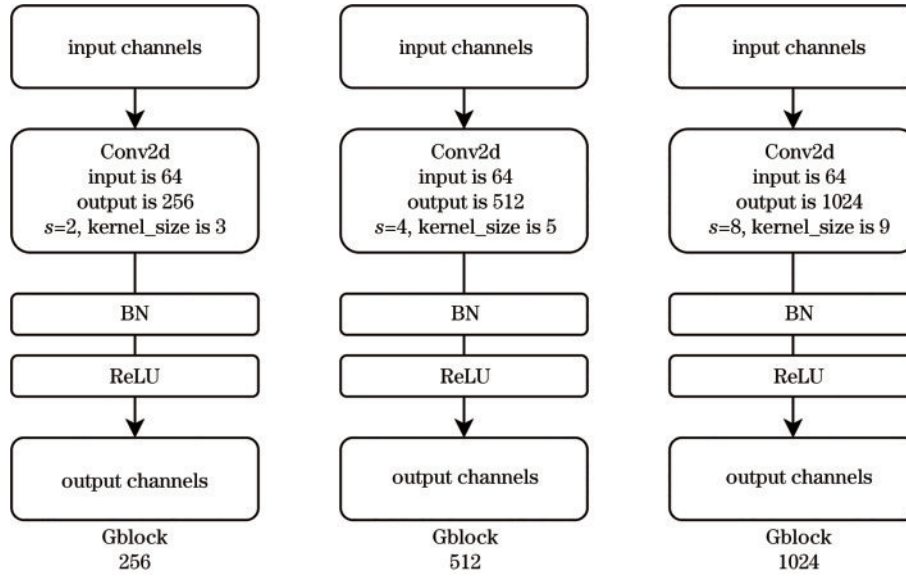 input channels
Conv2d
input is 64
output is 256
s=2, kernel_size is 3
BN
ReLU
output channels
Gblock
256
input channels
Conv2d
input is 64
output is 512
s=4, kernel_size is 5
BN
ReLU
output channels
Gblock
512
input channels
Conv2d
input is 64
output is 1024
s=8, kernel_size is 9
BN
ReLU
output channels
Gblock
1024